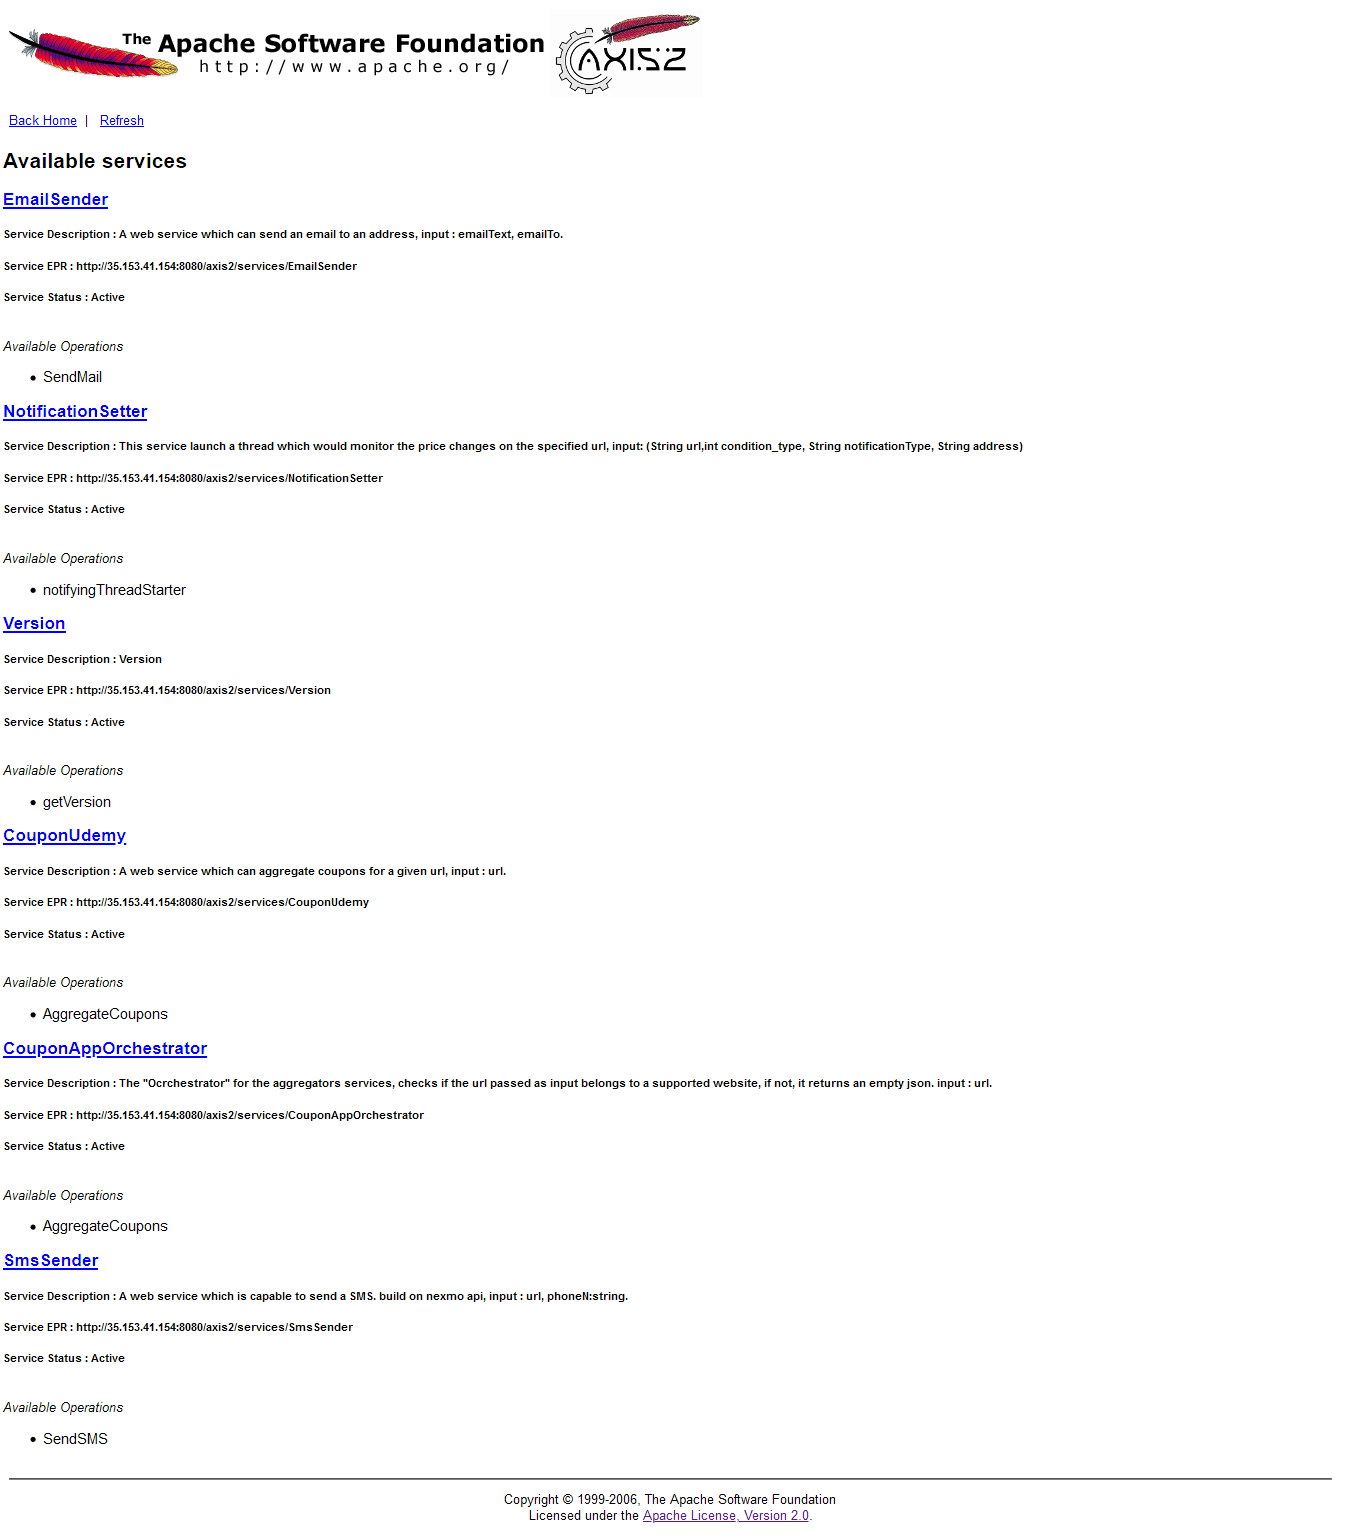 The Apache Software Foundation
http://www.apache.org/
AXIS2
Back Home | Refresh
Available services
EmailSender
Service Description : A web service which can send an email to an address, input : emailText, emailTo.
Service EPR : http://35.153.41.154:8080/axis2/services/EmailSender
Service Status : Active
Available Operations
• SendMail
NotificationSetter
Service Description : This service launch a thread which would monitor the price changes on the specified url, input: (String url,int condition_type, String notificationType, String address)
Service EPR : http://35.153.41.154:8080/axis2/services/NotificationSetter
Service Status : Active
Available Operations
• notifyingThreadStarter
Version
Service Description : Version
Service EPR : http://35.153.41.154:8080/axis2/services/Version
Service Status : Active
Available Operations
• getVersion
CouponUdemy
Service Description : A web service which can aggregate coupons for a given url, input : url.
Service EPR : http://35.153.41.154:8080/axis2/services/CouponUdemy
Service Status : Active
Available Operations
• AggregateCoupons
CouponAppOrchestrator
Service Description : The "Ocrchestrator" for the aggregators services, checks if the url passed as input belongs to a supported website, if not, it returns an empty json. input : url.
Service EPR : http://35.153.41.154:8080/axis2/services/CouponAppOrchestrator
Service Status : Active
Available Operations
• AggregateCoupons
SmsSender
Service Description : A web service which is capable to send a SMS. build on nexmo api, input : url, phoneN:string.
Service EPR : http://35.153.41.154:8080/axis2/services/SmsSender
Service Status : Active
Available Operations
• SendSMS
Copyright © 1999-2006, The Apache Software Foundation
Licensed under the Apache License, Version 2.0.